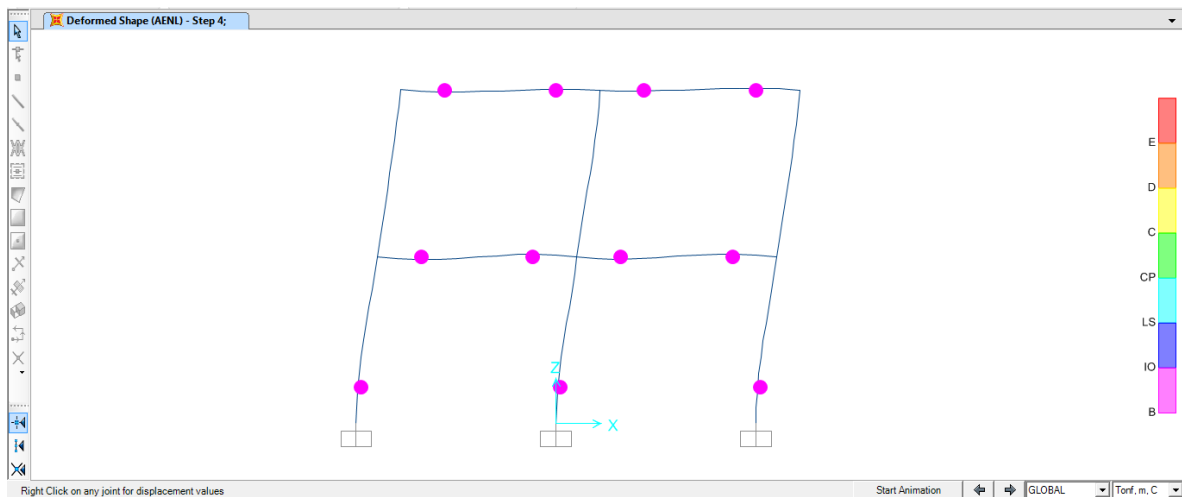 Deformed Shape (AENL) - Step 4;
E
D
C
CP
LS
IO
B
Z
X
Right Click on any joint for displacement values
Start Animation
GLOBAL
Tonf, m, C